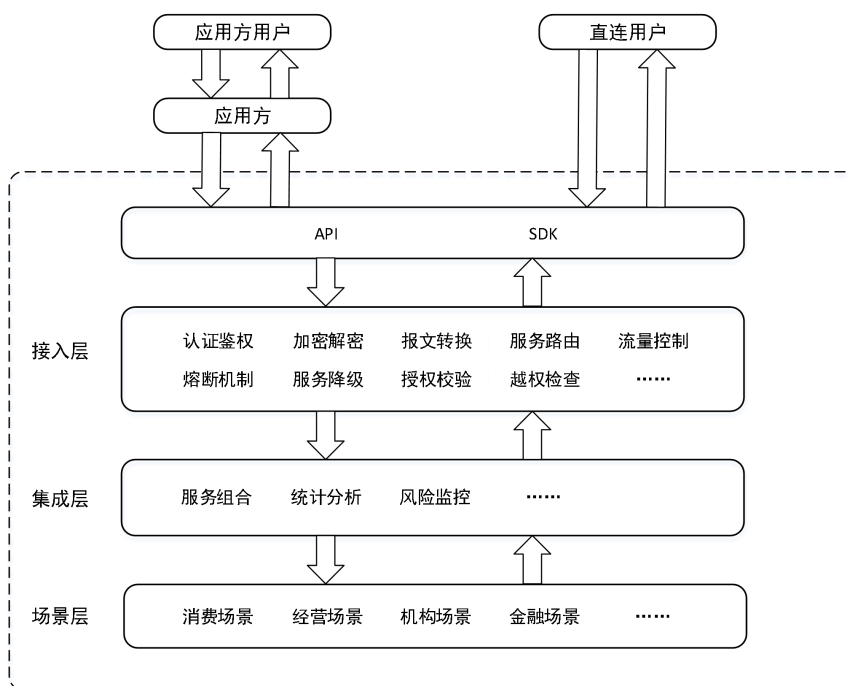 应用方用户
直连用户
应用方
API SDK
接入层
认证鉴权 加密解密 报文转换 服务路由 流量控制
熔断机制 服务降级 授权校验 越权检查 ……
集成层
服务组合 统计分析 风险监控 ……
场景层
消费场景 经营场景 机构场景 金融场景 ……